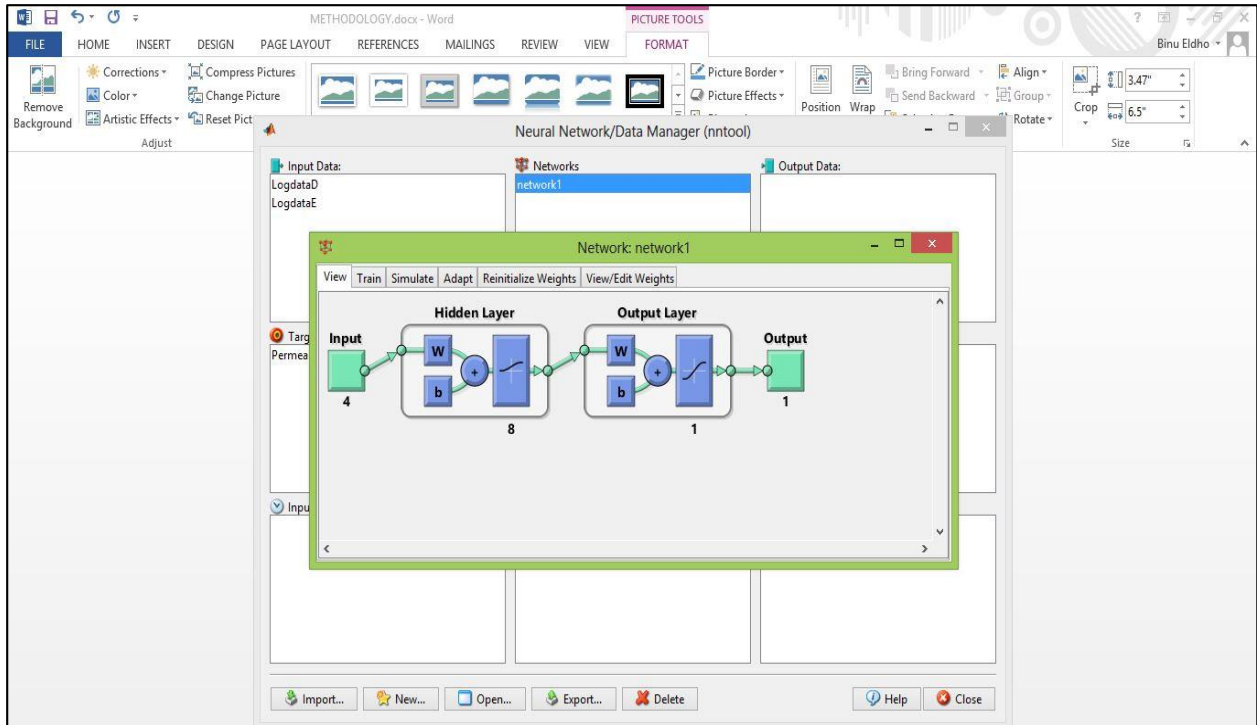 METHODOLOGY.docx - Word
PICTURE TOOLS
?
FILE HOME INSERT DESIGN PAGE LAYOUT REFERENCES MAILINGS REVIEW VIEW FORMAT
Binu Eldho
Remove Background
Corrections
Color
Artistic Effects
Compress Pictures
Change Picture
Reset Pict
Adjust
Picture Border
Picture Effects
Position
Wrap
Bring Forward
Send Backward
Align
Group
Rotate
Crop
3.47"
6.5"
Size
Neural Network/Data Manager (nntool)
Input Data:
LogdataD
LogdataE
Networks
network1
Output Data:
Network: network1
View Train Simulate Adapt Reinitialize Weights View/Edit Weights
Hidden Layer Output Layer
Input Output
W W
+ +
b b
4 1
8 1
Targ
Permea
Inpu
Import... New... Open... Export... Delete Help Close